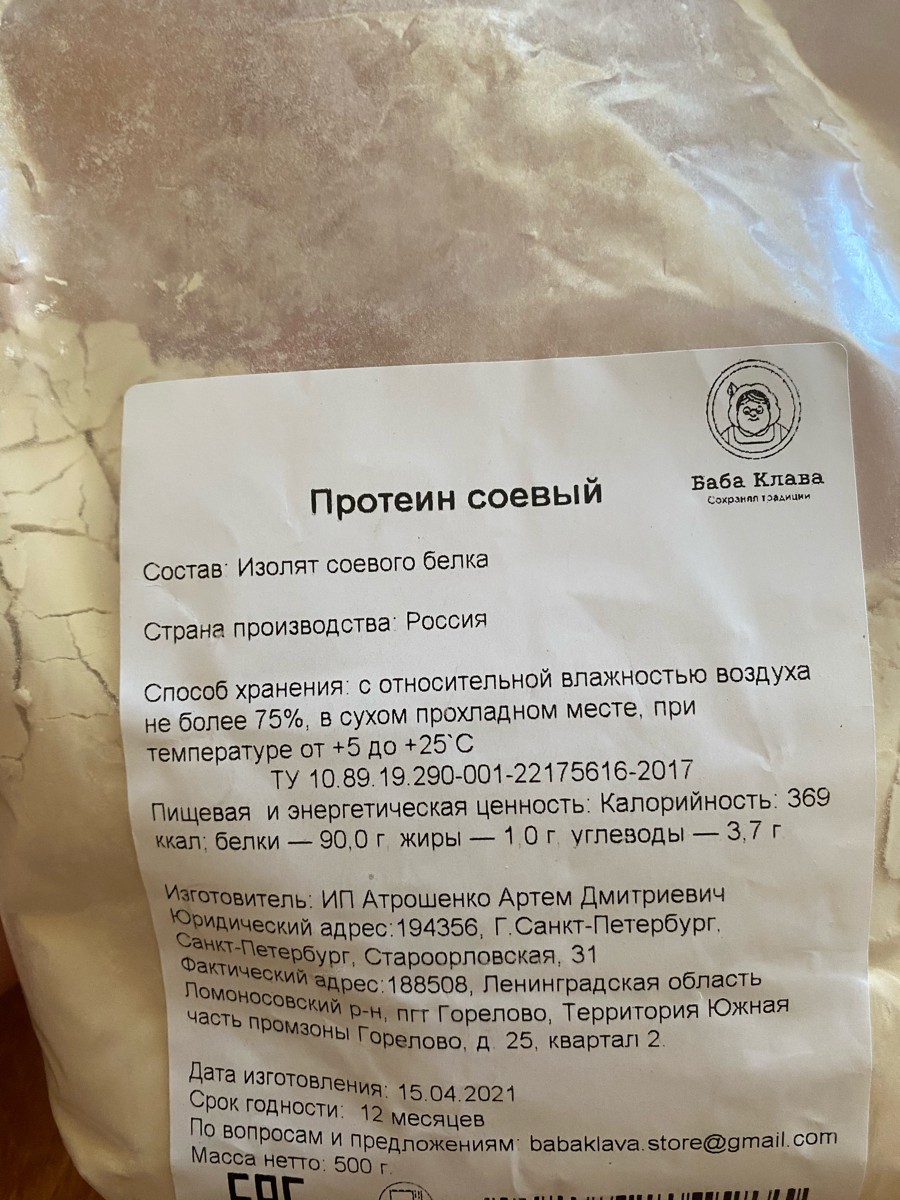 Баба Клава
Сохраняя традиции
Протеин соевый
Состав: Изолят соевого белка
Страна производства: Россия
Способ хранения: с относительной влажностью воздуха
не более 75%, в сухом прохладном месте, при
температуре от +5 до +25`С
ТУ 10.89.19.290-001-22175616-2017
Пищевая и энергетическая ценность: Калорийность: 369
ккал; белки — 90,0 г, жиры — 1,0 г, углеводы — 3,7 г.
Изготовитель: ИП Атрошенко Артем Дмитриевич
Юридический адрес:194356, Г.Санкт-Петербург,
Санкт-Петербург, Староорловская, 31
Фактический адрес:188508, Ленинградская область
Ломоносовский р-н, пгт Горелово, Территория Южная
часть промзоны Горелово, д. 25, квартал 2.
Дата изготовления: 15.04.2021
Срок годности: 12 месяцев
По вопросам и предложениям: babaklava.store@gmail.com
Масса нетто: 500 г.